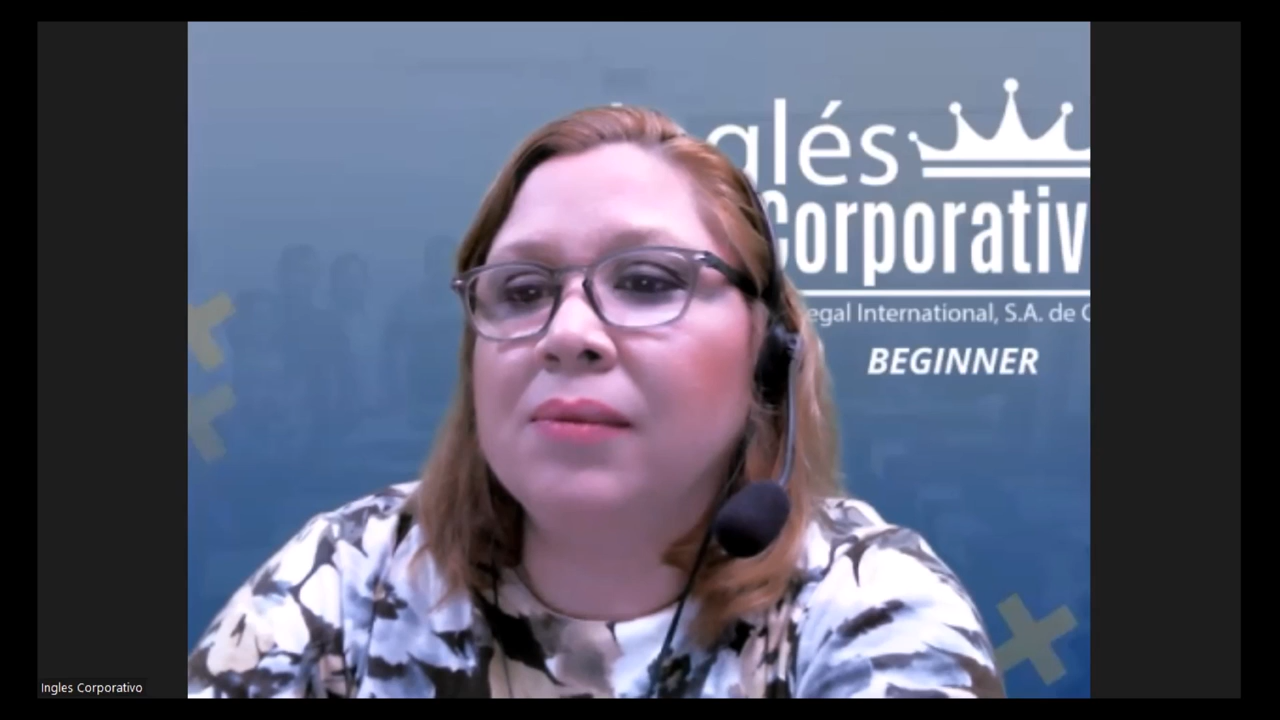 glés
Corporativ
egal International, S.A. de C
BEGINNER
Ingles Corporativo